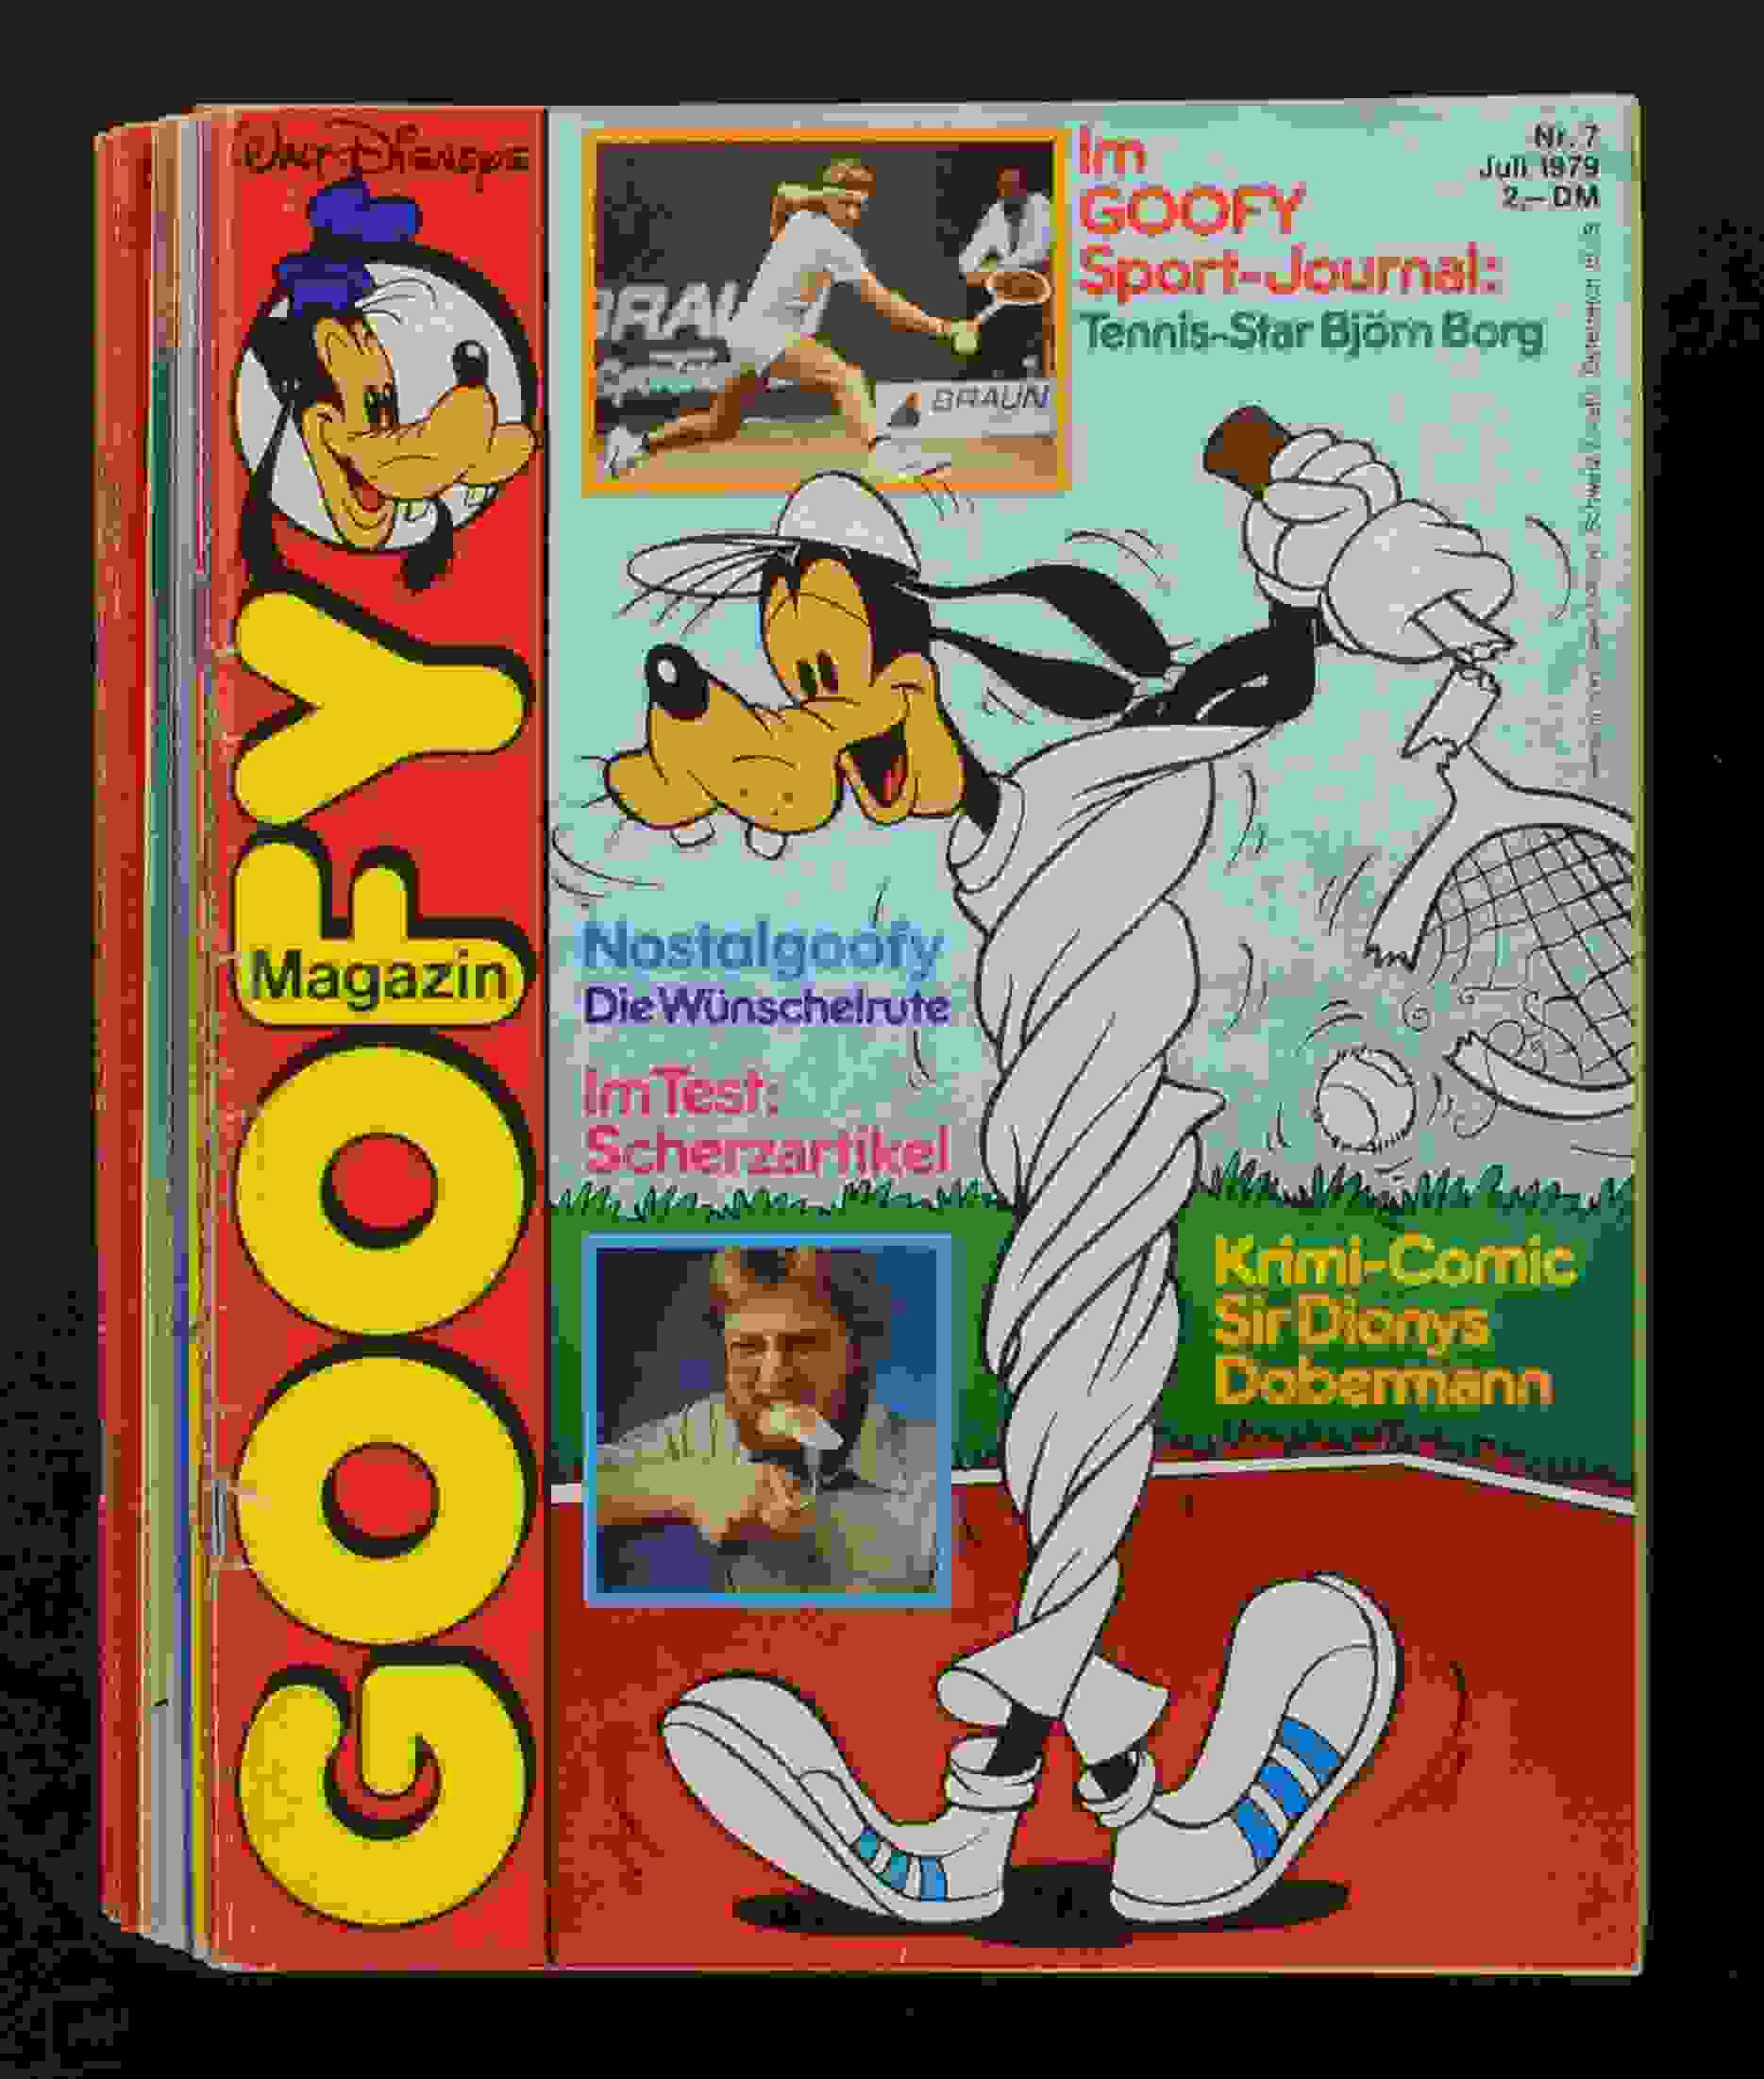 Walt Disneys
GOOFY
Magazin
Im
GOOFY
Sport-Journal:
Tennis-Star Björn Borg
Nr. 7
Juli 1979
2,– DM
BRAUN
Nostalgoofy
Die Wünschelrute
Im Test:
Scherzartikel
Krimi-Comic
Sir Dionys
Dobermann